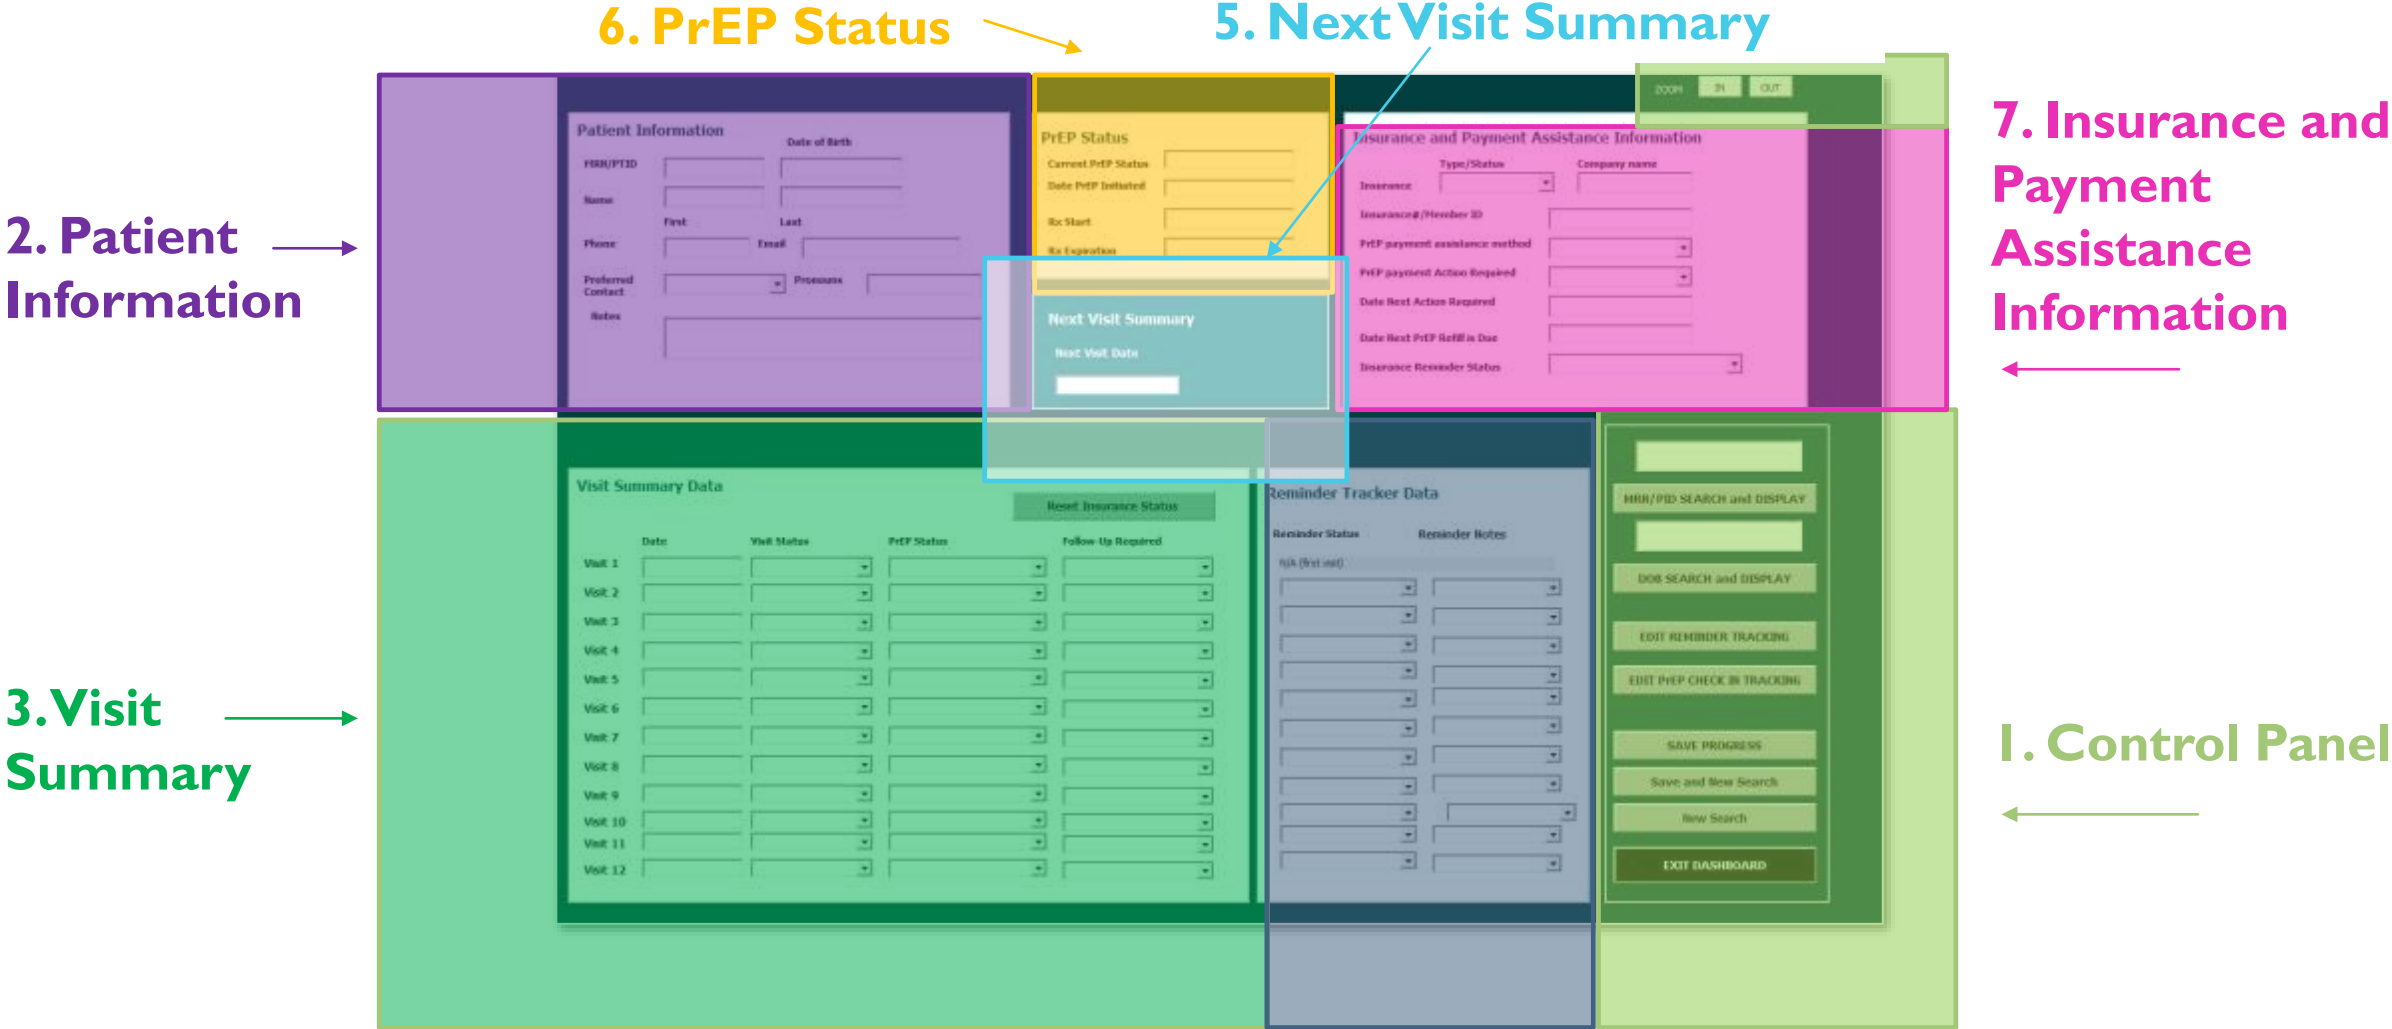 6. PrEP Status
5. Next Visit Summary
2. Patient
Information
3. Visit
Summary
7. Insurance and
Payment
Assistance
Information
1. Control Panel
Patient Information
Date of Birth
MRN/PTID
Name
First Last
Phone Email
Preferred
Contact
Pronouns
Notes
PrEP Status
Current PrEP Status
Date PrEP Initiated
Rx Start
Rx Expiration
Next Visit Summary
Next Visit Date
ZOOM IN OUT
Insurance and Payment Assistance Information
Type/Status Company name
Insurance
Insurance#/Member ID
PrEP payment assistance method
PrEP payment Action Required
Date Next Action Required
Date Next PrEP Refill is Due
Insurance Reminder Status
Visit Summary Data
Reset Insurance Status
Date Visit Status PrEP Status Follow-Up Required
Visit 1
Visit 2
Visit 3
Visit 4
Visit 5
Visit 6
Visit 7
Visit 8
Visit 9
Visit 10
Visit 11
Visit 12
Reminder Tracker Data
Reminder Status Reminder Notes
N/A (first visit)
MRN/PID SEARCH and DISPLAY
DOB SEARCH and DISPLAY
EDIT REMINDER TRACKING
EDIT PrEP CHECK IN TRACKING
SAVE PROGRESS
Save and New Search
New Search
EXIT DASHBOARD